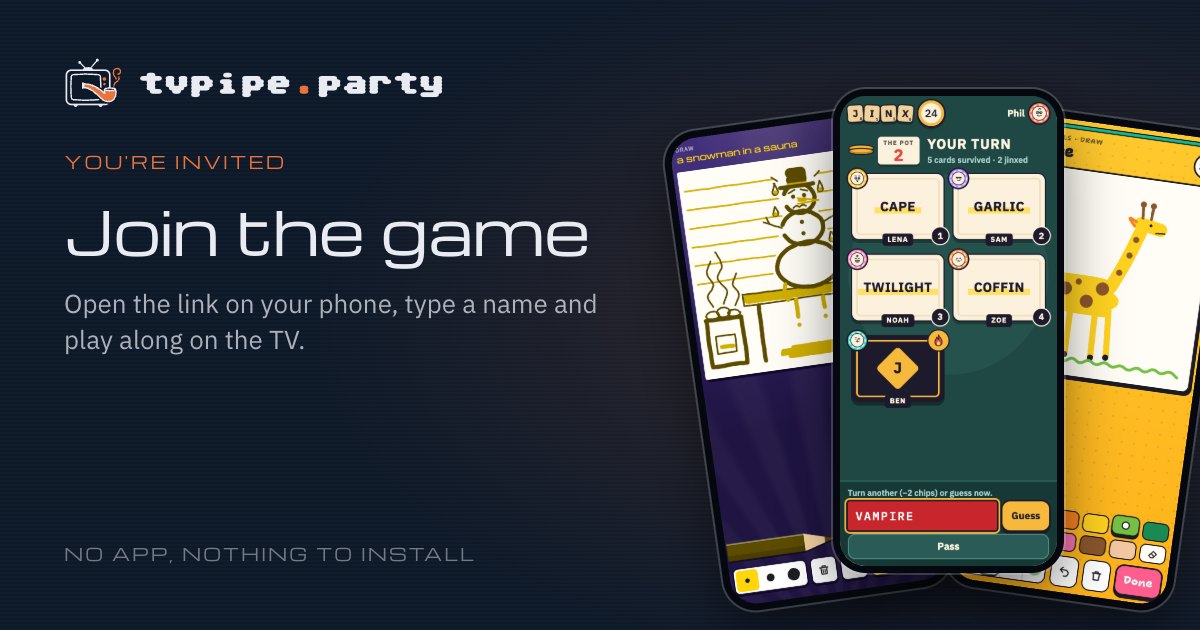 tvpipe.party
YOU'RE INVITED
Join the game
Open the link on your phone, type a name and
play along on the TV.
NO APP, NOTHING TO INSTALL
DRAW
a snowman in a sauna
JINX
24
Phil
THE POT
2
YOUR TURN
5 cards survived · 2 jinxed
CAPE
LENA
1
GARLIC
SAM
2
TWILIGHT
NOAH
3
COFFIN
ZOE
4
J
BEN
Turn another (−2 chips) or guess now.
VAMPIRE
Guess
Pass
DRAW
Done